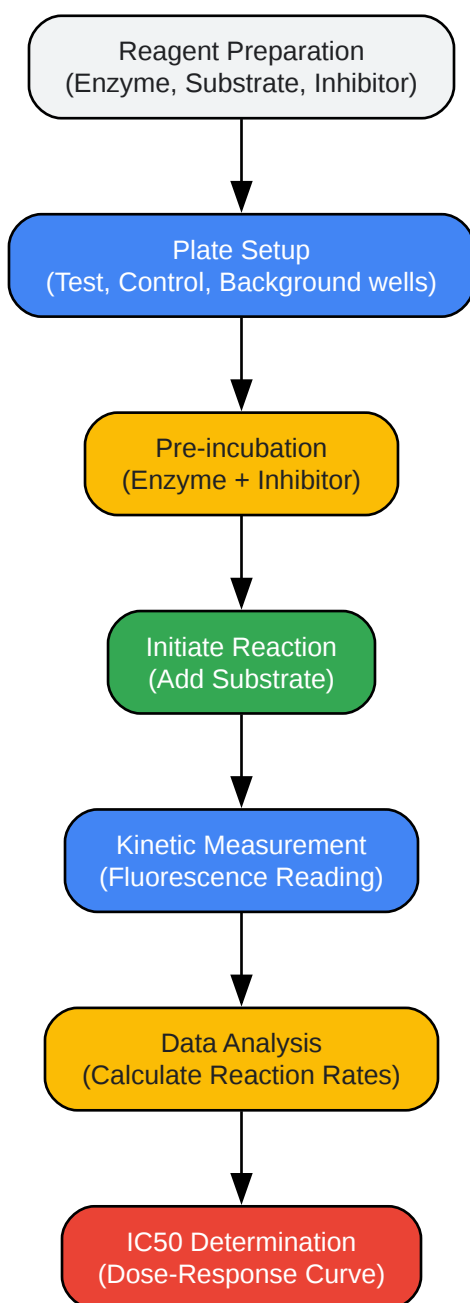 Reagent Preparation
(Enzyme, Substrate, Inhibitor)
Plate Setup
(Test, Control, Background wells)
Pre-incubation
(Enzyme + Inhibitor)
Initiate Reaction
(Add Substrate)
Kinetic Measurement
(Fluorescence Reading)
Data Analysis
(Calculate Reaction Rates)
IC50 Determination
(Dose-Response Curve)